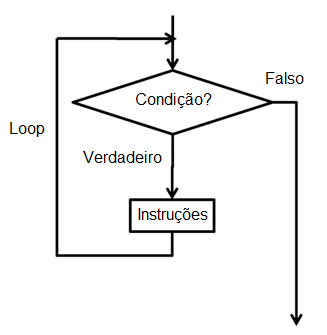 Falso
Condição?
Loop
Verdadeiro
Instruções